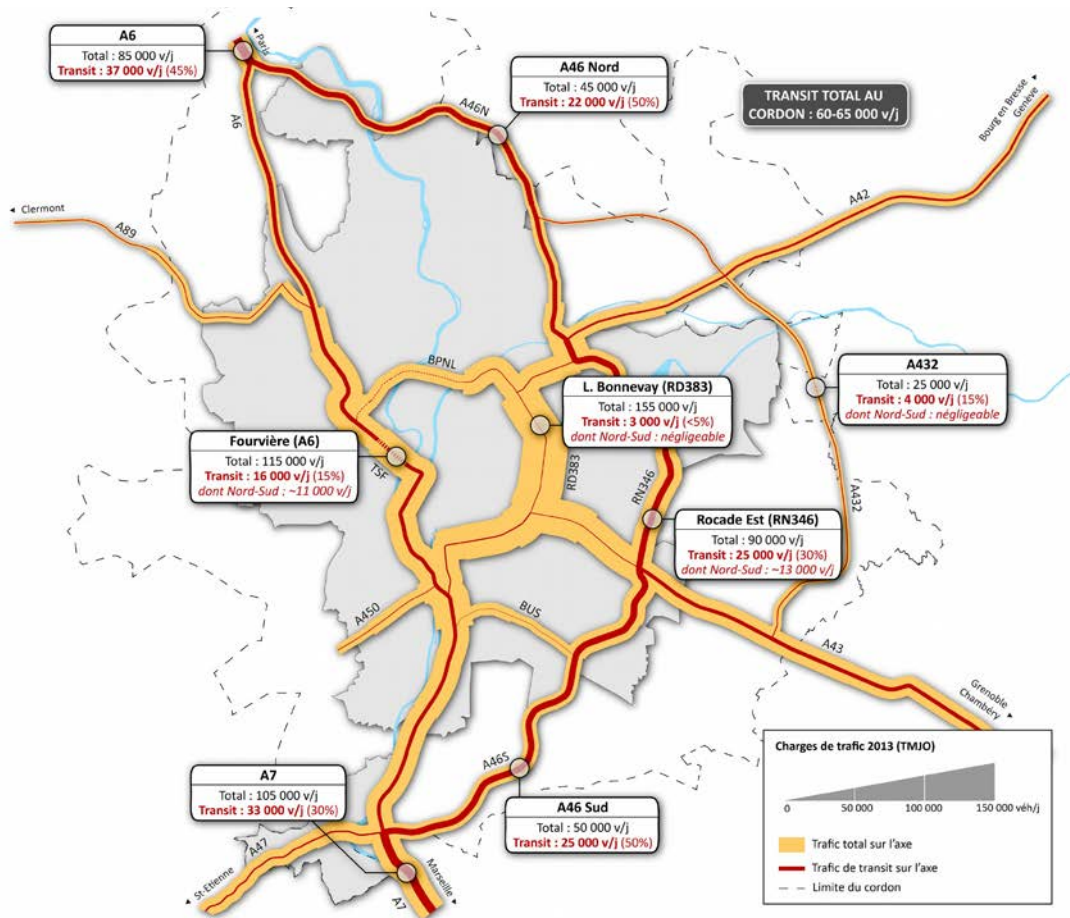 A6
Total : 85 000 v/j
Transit : 37 000 v/j (45%)
◄ Paris
A46 Nord
Total : 45 000 v/j
Transit : 22 000 v/j (50%)
TRANSIT TOTAL AU
CORDON : 60-65 000 v/j
Bourg en Bresse ►
Genève
A46N
A6
A42
◄ Clermont
A89
A6
BPNL
L. Bonnevay (RD383)
Total : 155 000 v/j
Transit : 3 000 v/j (<5%)
dont Nord-Sud : négligeable
A432
Total : 25 000 v/j
Transit : 4 000 v/j (15%)
dont Nord-Sud : négligeable
Fourvière (A6)
Total : 115 000 v/j
Transit : 16 000 v/j (15%)
dont Nord-Sud : ~11 000 v/j
TSF
RD383
RN346
A432
Rocade Est (RN346)
Total : 90 000 v/j
Transit : 25 000 v/j (30%)
dont Nord-Sud : ~13 000 v/j
A450
BUS
A43
Grenoble
Chambéry ►
A7
Total : 105 000 v/j
Transit : 33 000 v/j (30%)
A46S
A46 Sud
Total : 50 000 v/j
Transit : 25 000 v/j (50%)
A47
◄ St-Etienne
A7
Marseille ►
Charges de trafic 2013 (TMJO)
0 50 000 100 000 150 000 véh/j
Trafic total sur l'axe
Trafic de transit sur l'axe
Limite du cordon